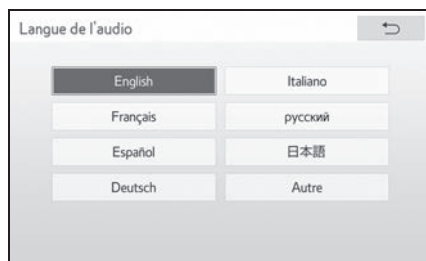 Langue de l'audio
English
Italiano
Français
русский
Español
日本語
Deutsch
Autre